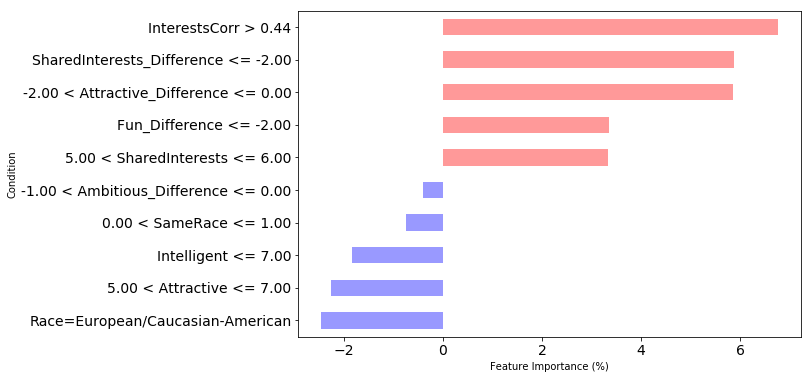 InterestsCorr > 0.44
SharedInterests_Difference <= -2.00
-2.00 < Attractive_Difference <= 0.00
Fun_Difference <= -2.00
5.00 < SharedInterests <= 6.00
-1.00 < Ambitious_Difference <= 0.00
0.00 < SameRace <= 1.00
Intelligent <= 7.00
5.00 < Attractive <= 7.00
Race=European/Caucasian-American
Condition
−2 0 2 4 6
Feature Importance (%)